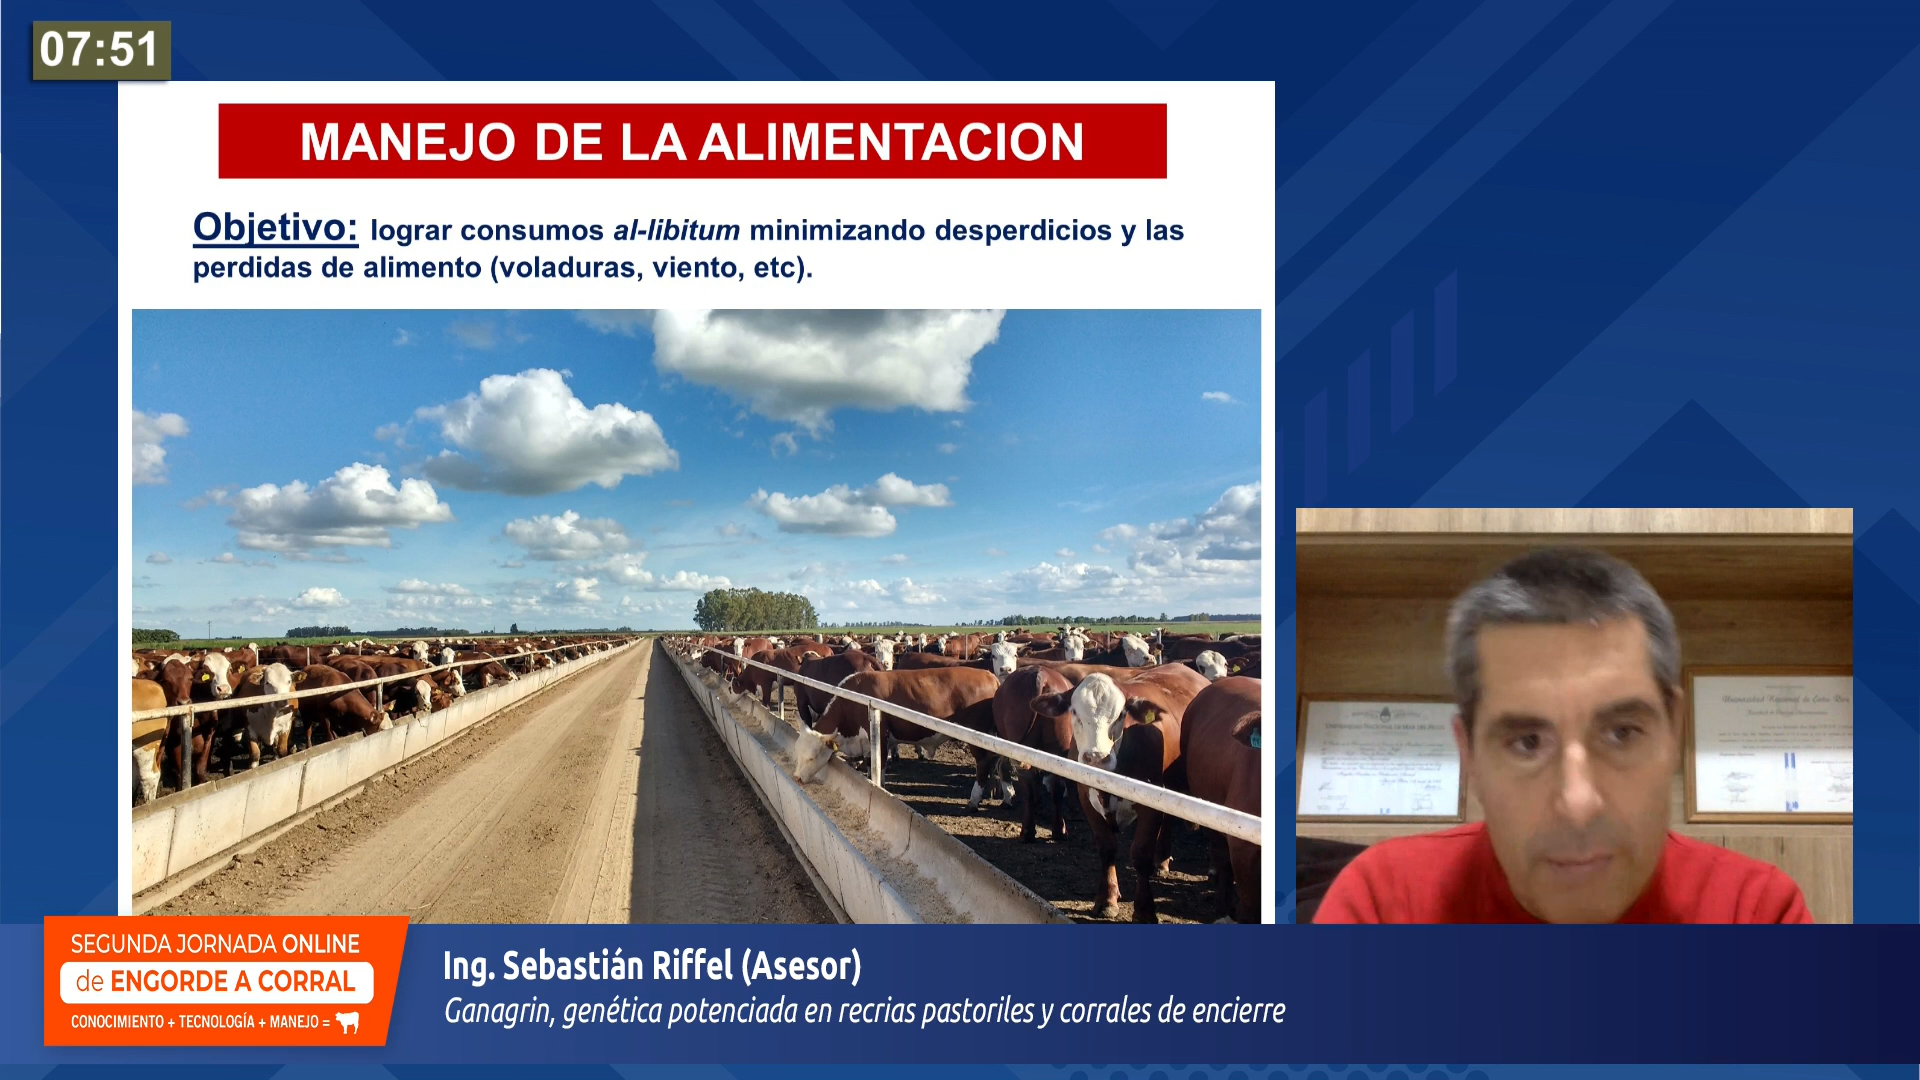 07:51
MANEJO DE LA ALIMENTACION
Objetivo: lograr consumos al-libitum minimizando desperdicios y las
perdidas de alimento (voladuras, viento, etc).
SEGUNDA JORNADA ONLINE
de ENGORDE A CORRAL
CONOCIMIENTO + TECNOLOGÍA + MANEJO =
Ing. Sebastián Riffel (Asesor)
Ganagrin, genética potenciada en recrias pastoriles y corrales de encierre